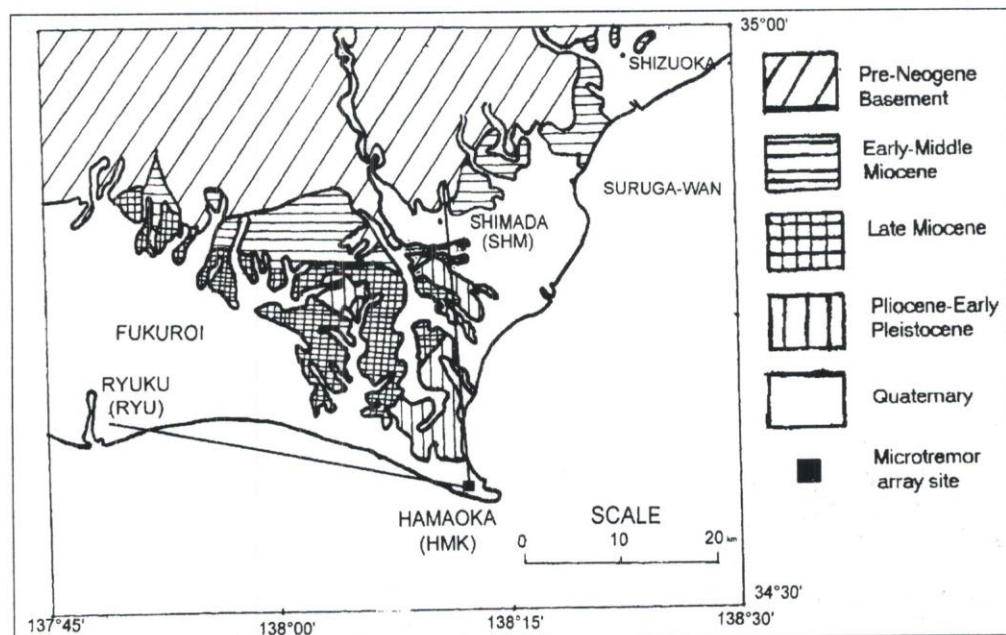 35°00'
SHIZUOKA
SURUGA-WAN
SHIMADA
(SHM)
FUKUROI
RYUKU
(RYU)
HAMAOKA
(HMK)
SCALE
0 10 20 km
34°30'
137°45' 138°00' 138°15' 138°30'
Pre-Neogene
Basement
Early-Middle
Miocene
Late Miocene
Pliocene-Early
Pleistocene
Quaternary
Microtremor
array site